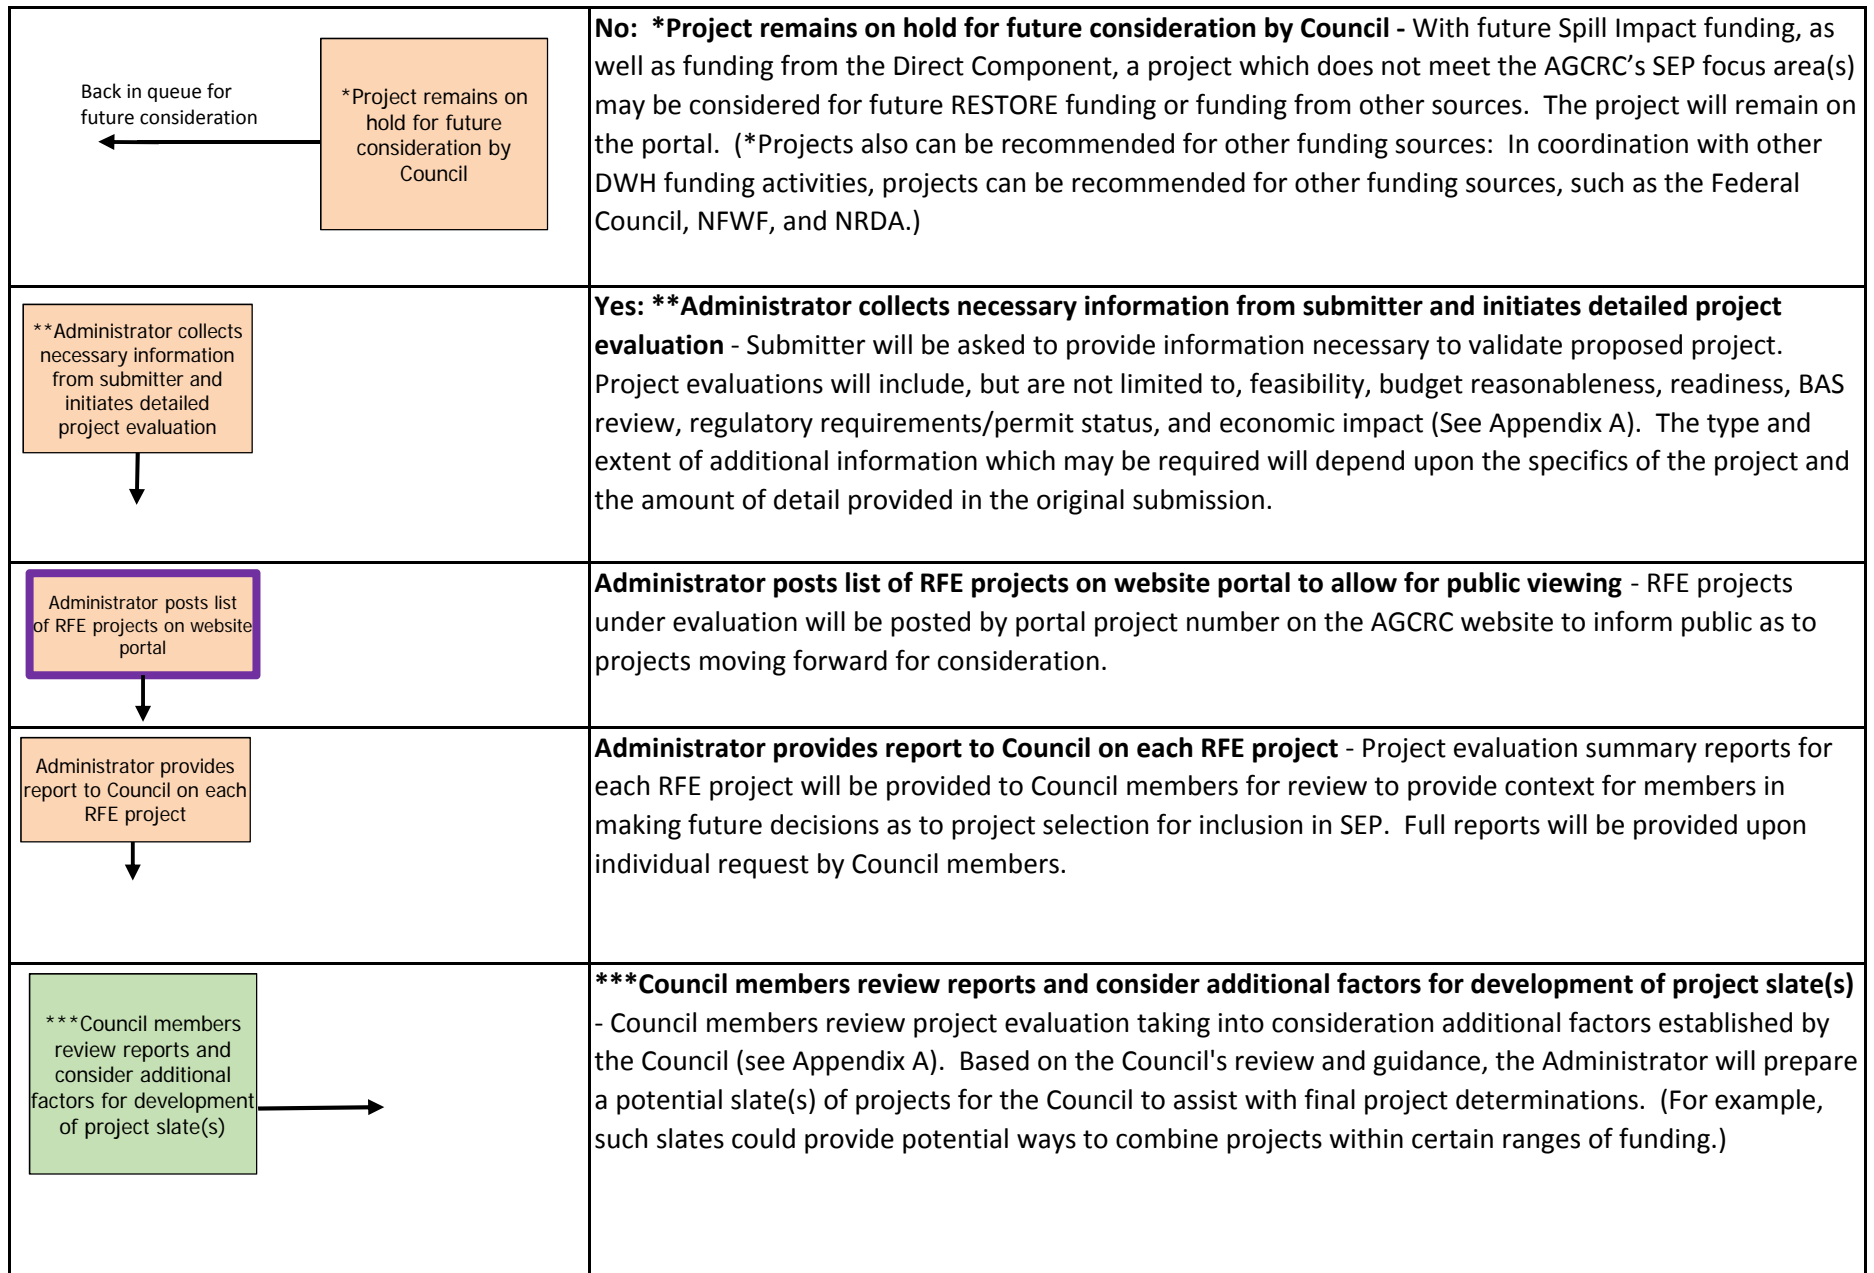 Back in queue for
future consideration
*Project remains on
hold for future
consideration by
Council
No:  *Project remains on hold for future consideration by Council - With future Spill Impact funding, as
well as funding from the Direct Component, a project which does not meet the AGCRC’s SEP focus area(s)
may be considered for future RESTORE funding or funding from other sources.  The project will remain on
the portal.  (*Projects also can be recommended for other funding sources:  In coordination with other
DWH funding activities, projects can be recommended for other funding sources, such as the Federal
Council, NFWF, and NRDA.)
**Administrator collects
necessary information
from submitter and
initiates detailed
project evaluation
Yes: **Administrator collects necessary information from submitter and initiates detailed project
evaluation - Submitter will be asked to provide information necessary to validate proposed project.
Project evaluations will include, but are not limited to, feasibility, budget reasonableness, readiness, BAS
review, regulatory requirements/permit status, and economic impact (See Appendix A).  The type and
extent of additional information which may be required will depend upon the specifics of the project and
the amount of detail provided in the original submission.
Administrator posts list
of RFE projects on website
portal
Administrator posts list of RFE projects on website portal to allow for public viewing - RFE projects
under evaluation will be posted by portal project number on the AGCRC website to inform public as to
projects moving forward for consideration.
Administrator provides
report to Council on each
RFE project
Administrator provides report to Council on each RFE project - Project evaluation summary reports for
each RFE project will be provided to Council members for review to provide context for members in
making future decisions as to project selection for inclusion in SEP.  Full reports will be provided upon
individual request by Council members.
***Council members
review reports and
consider additional
factors for development
of project slate(s)
***Council members review reports and consider additional factors for development of project slate(s)
- Council members review project evaluation taking into consideration additional factors established by
the Council (see Appendix A).  Based on the Council's review and guidance, the Administrator will prepare
a potential slate(s) of projects for the Council to assist with final project determinations.  (For example,
such slates could provide potential ways to combine projects within certain ranges of funding.)